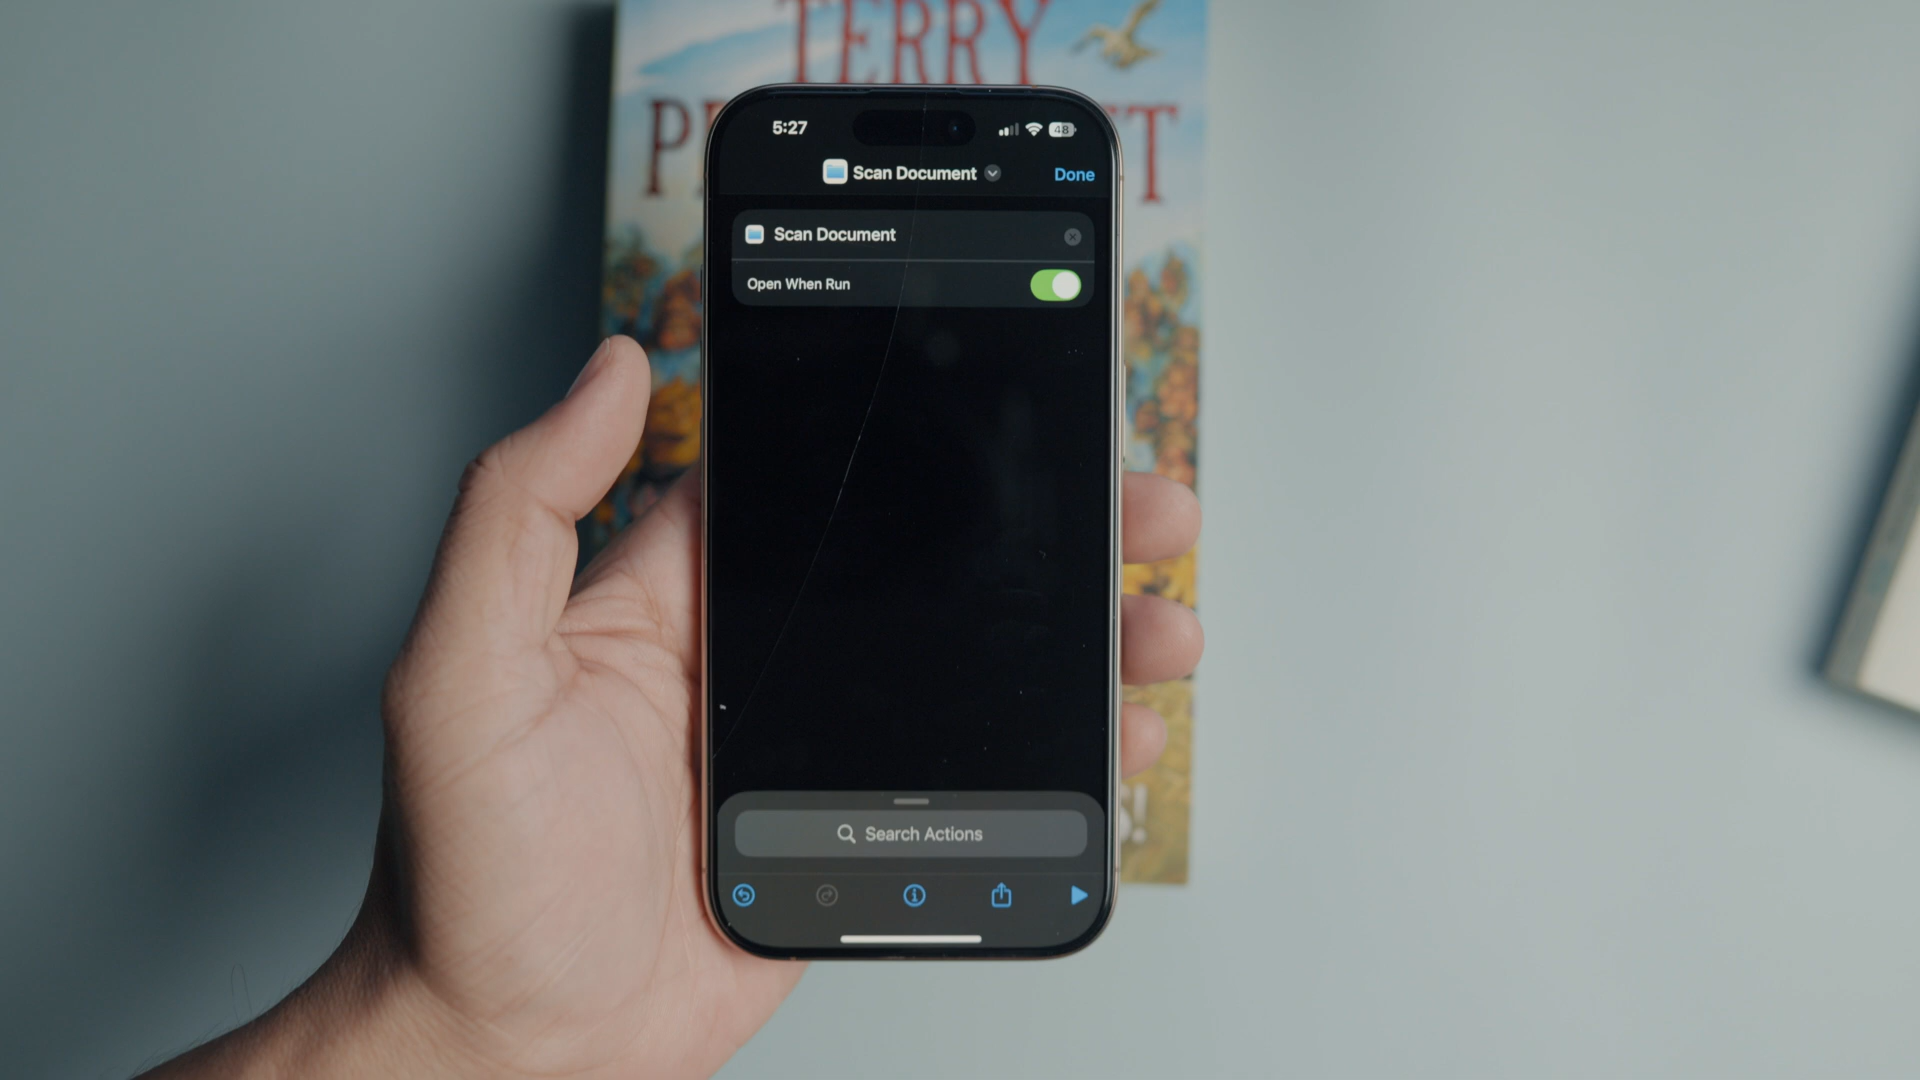 TERRY
5:27
48
Scan Document
Done
Scan Document
Open When Run
Search Actions